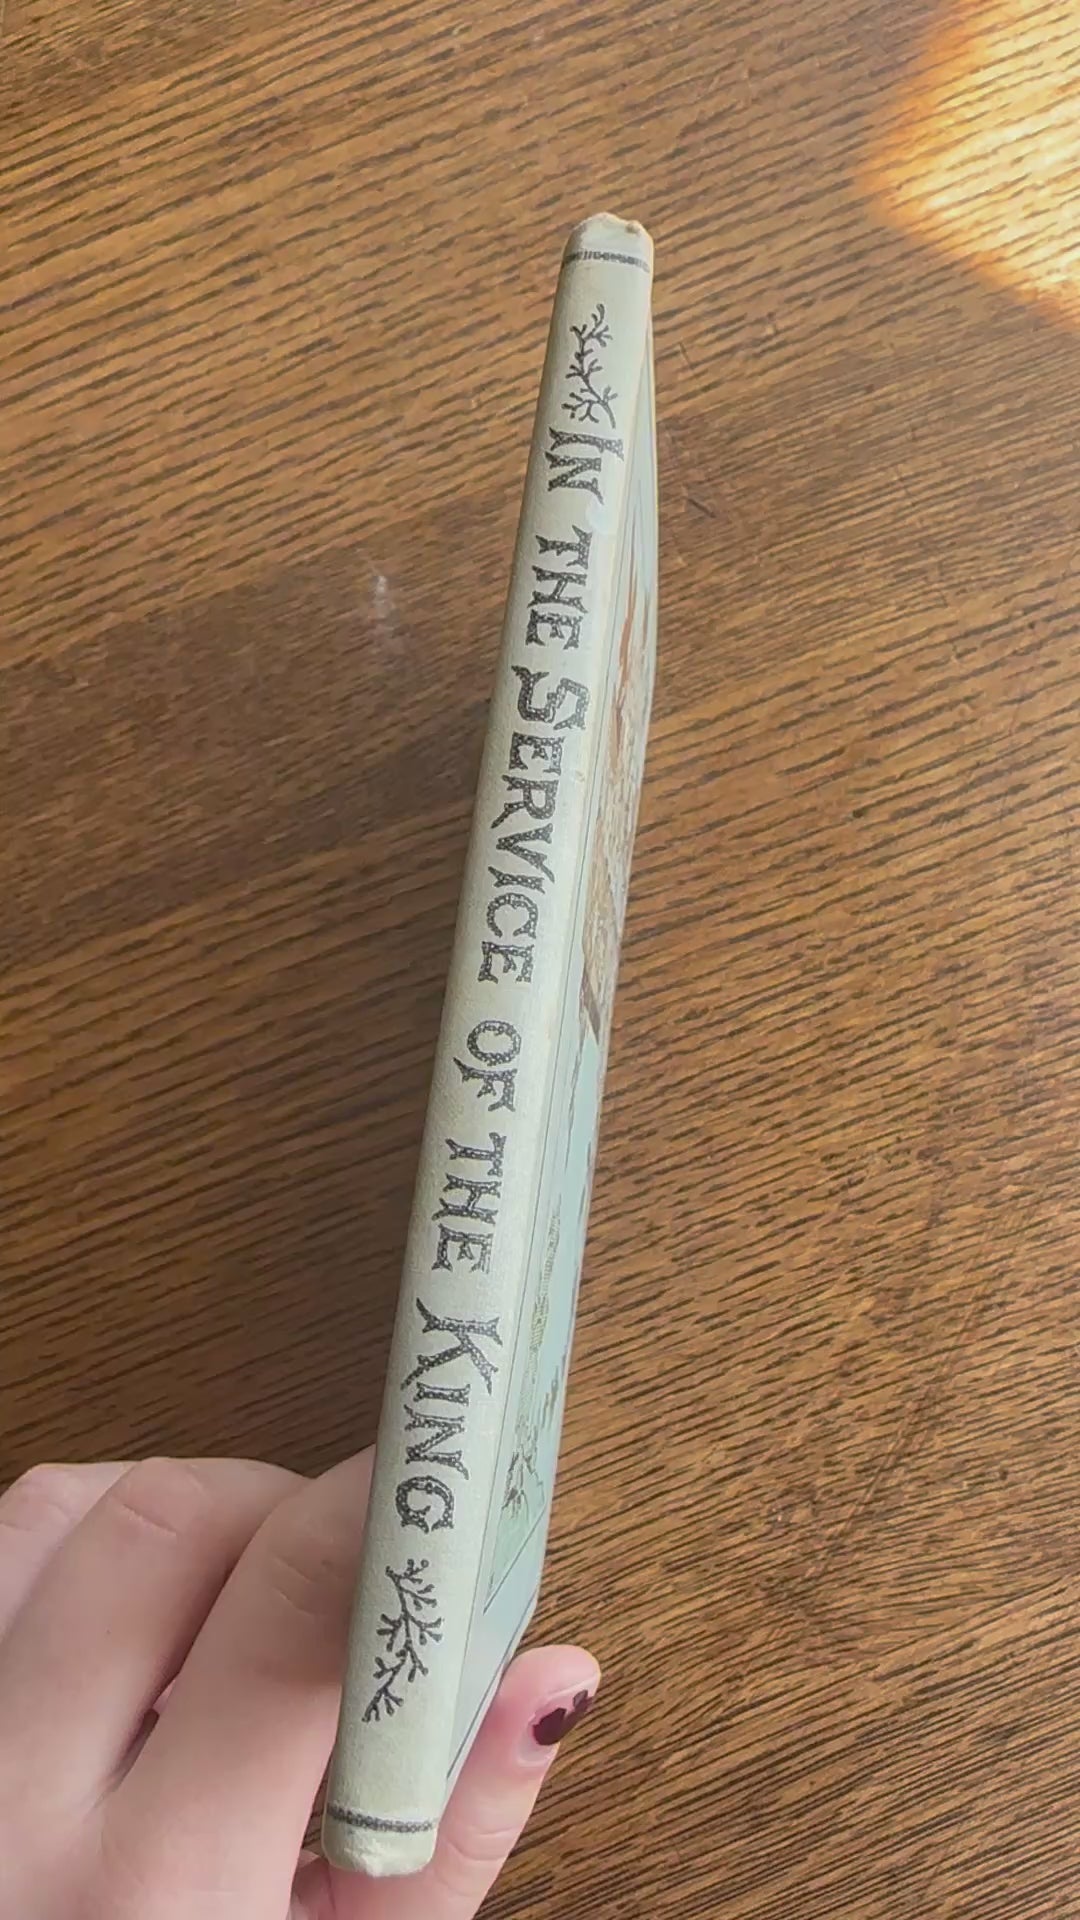 IN THE SERVICE OF THE KING